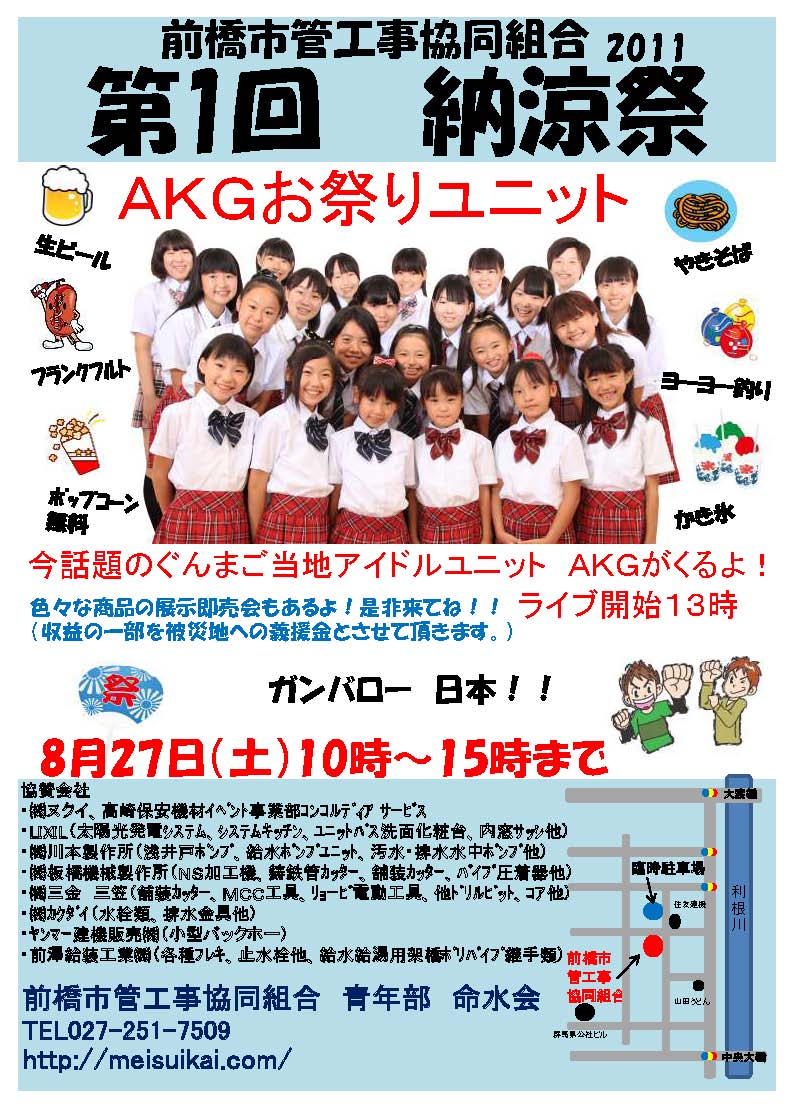 前橋市管工事協同組合 2011
第1回 納涼祭
AKGお祭りユニット
生ビール
やきそば
フランクフルト
ヨーヨー釣り
ポップコーン
無料
かき氷
今話題のぐんまご当地アイドルユニット AKGがくるよ！
色々な商品の展示即売会もあるよ！是非来てね！！ ライブ開始13時
（収益の一部を被災地への義援金とさせて頂きます。）
祭
ガンバロー 日本！！
8月27日（土）10時～15時まで
協賛会社
・㈱ヌクイ、高崎保安機材ｲﾍﾞﾝﾄ事業部ｺﾝｺﾙﾃﾞｨｱ ｻｰﾋﾞｽ
・LIXIL（太陽光発電ｼｽﾃﾑ、ｼｽﾃﾑｷｯﾁﾝ、ﾕﾆｯﾄﾊﾞｽ洗面化粧台、内窓ｻｯｼ他）
・㈱川本製作所（浅井戸ﾎﾟﾝﾌﾟ、給水ﾎﾟﾝﾌﾟﾕﾆｯﾄ、汚水・排水水中ﾎﾟﾝﾌﾟ他）
・㈱板橋機械製作所（NS加工機、鋳鉄管ｶｯﾀｰ、舗装ｶｯﾀｰ、ﾊﾟｲﾌﾟ圧着器他）
・㈱三金 三笠（舗装ｶｯﾀｰ、MCC工具、ﾘｮｰﾋﾞ電動工具、他ﾄﾞﾘﾙﾋﾞｯﾄ、ｺｱ他）
・㈱ｶｸﾀﾞｲ（水栓類、排水金具他）
・ﾔﾝﾏｰ建機販売㈱（小型バックホー）
・前澤給装工業㈱（各種ﾌﾚｷ、止水栓他、給水給湯用架橋ﾎﾟﾘﾊﾟｲﾌﾟ継手類）
前橋市管工事協同組合 青年部 命水会
TEL027-251-7509
http://meisuikai.com/
大渡橋
臨時駐車場
住友建機
利根川
前橋市
管工事
協同組合
山田うどん
群馬県公社ビル
中央大橋